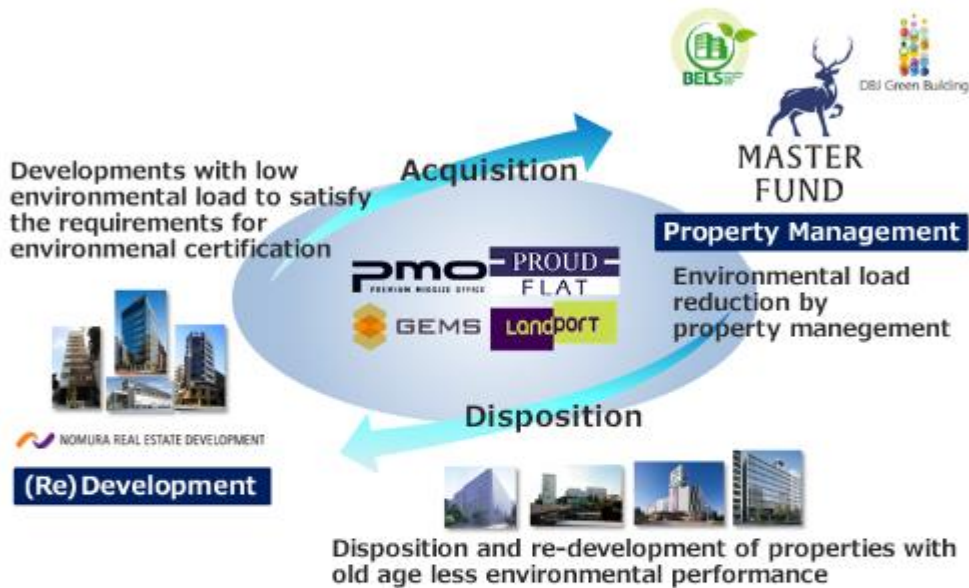 BELS
DBJ Green Building
MASTER
FUND
Property Management
Environmental load
reduction by
property manegement
Acquisition
Developments with low
environmental load to satisfy
the requirements for
environmenal certification
pmo
PREMIUM MIDSIZE OFFICE
PROUD
FLAT
GEMS
LandPORT
Disposition
NOMURA REAL ESTATE DEVELOPMENT
(Re) Development
Disposition and re-development of properties with
old age less environmental performance